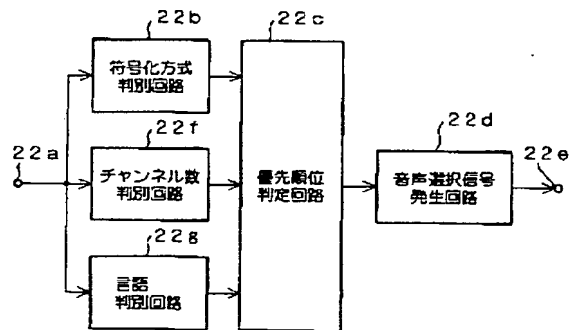 22b
22c
符号化方式
判別回路
22f
22d
22a
22e
チャンネル数
判別回路
優先順位
判定回路
音声選択信号
発生回路
22g
言語
判別回路